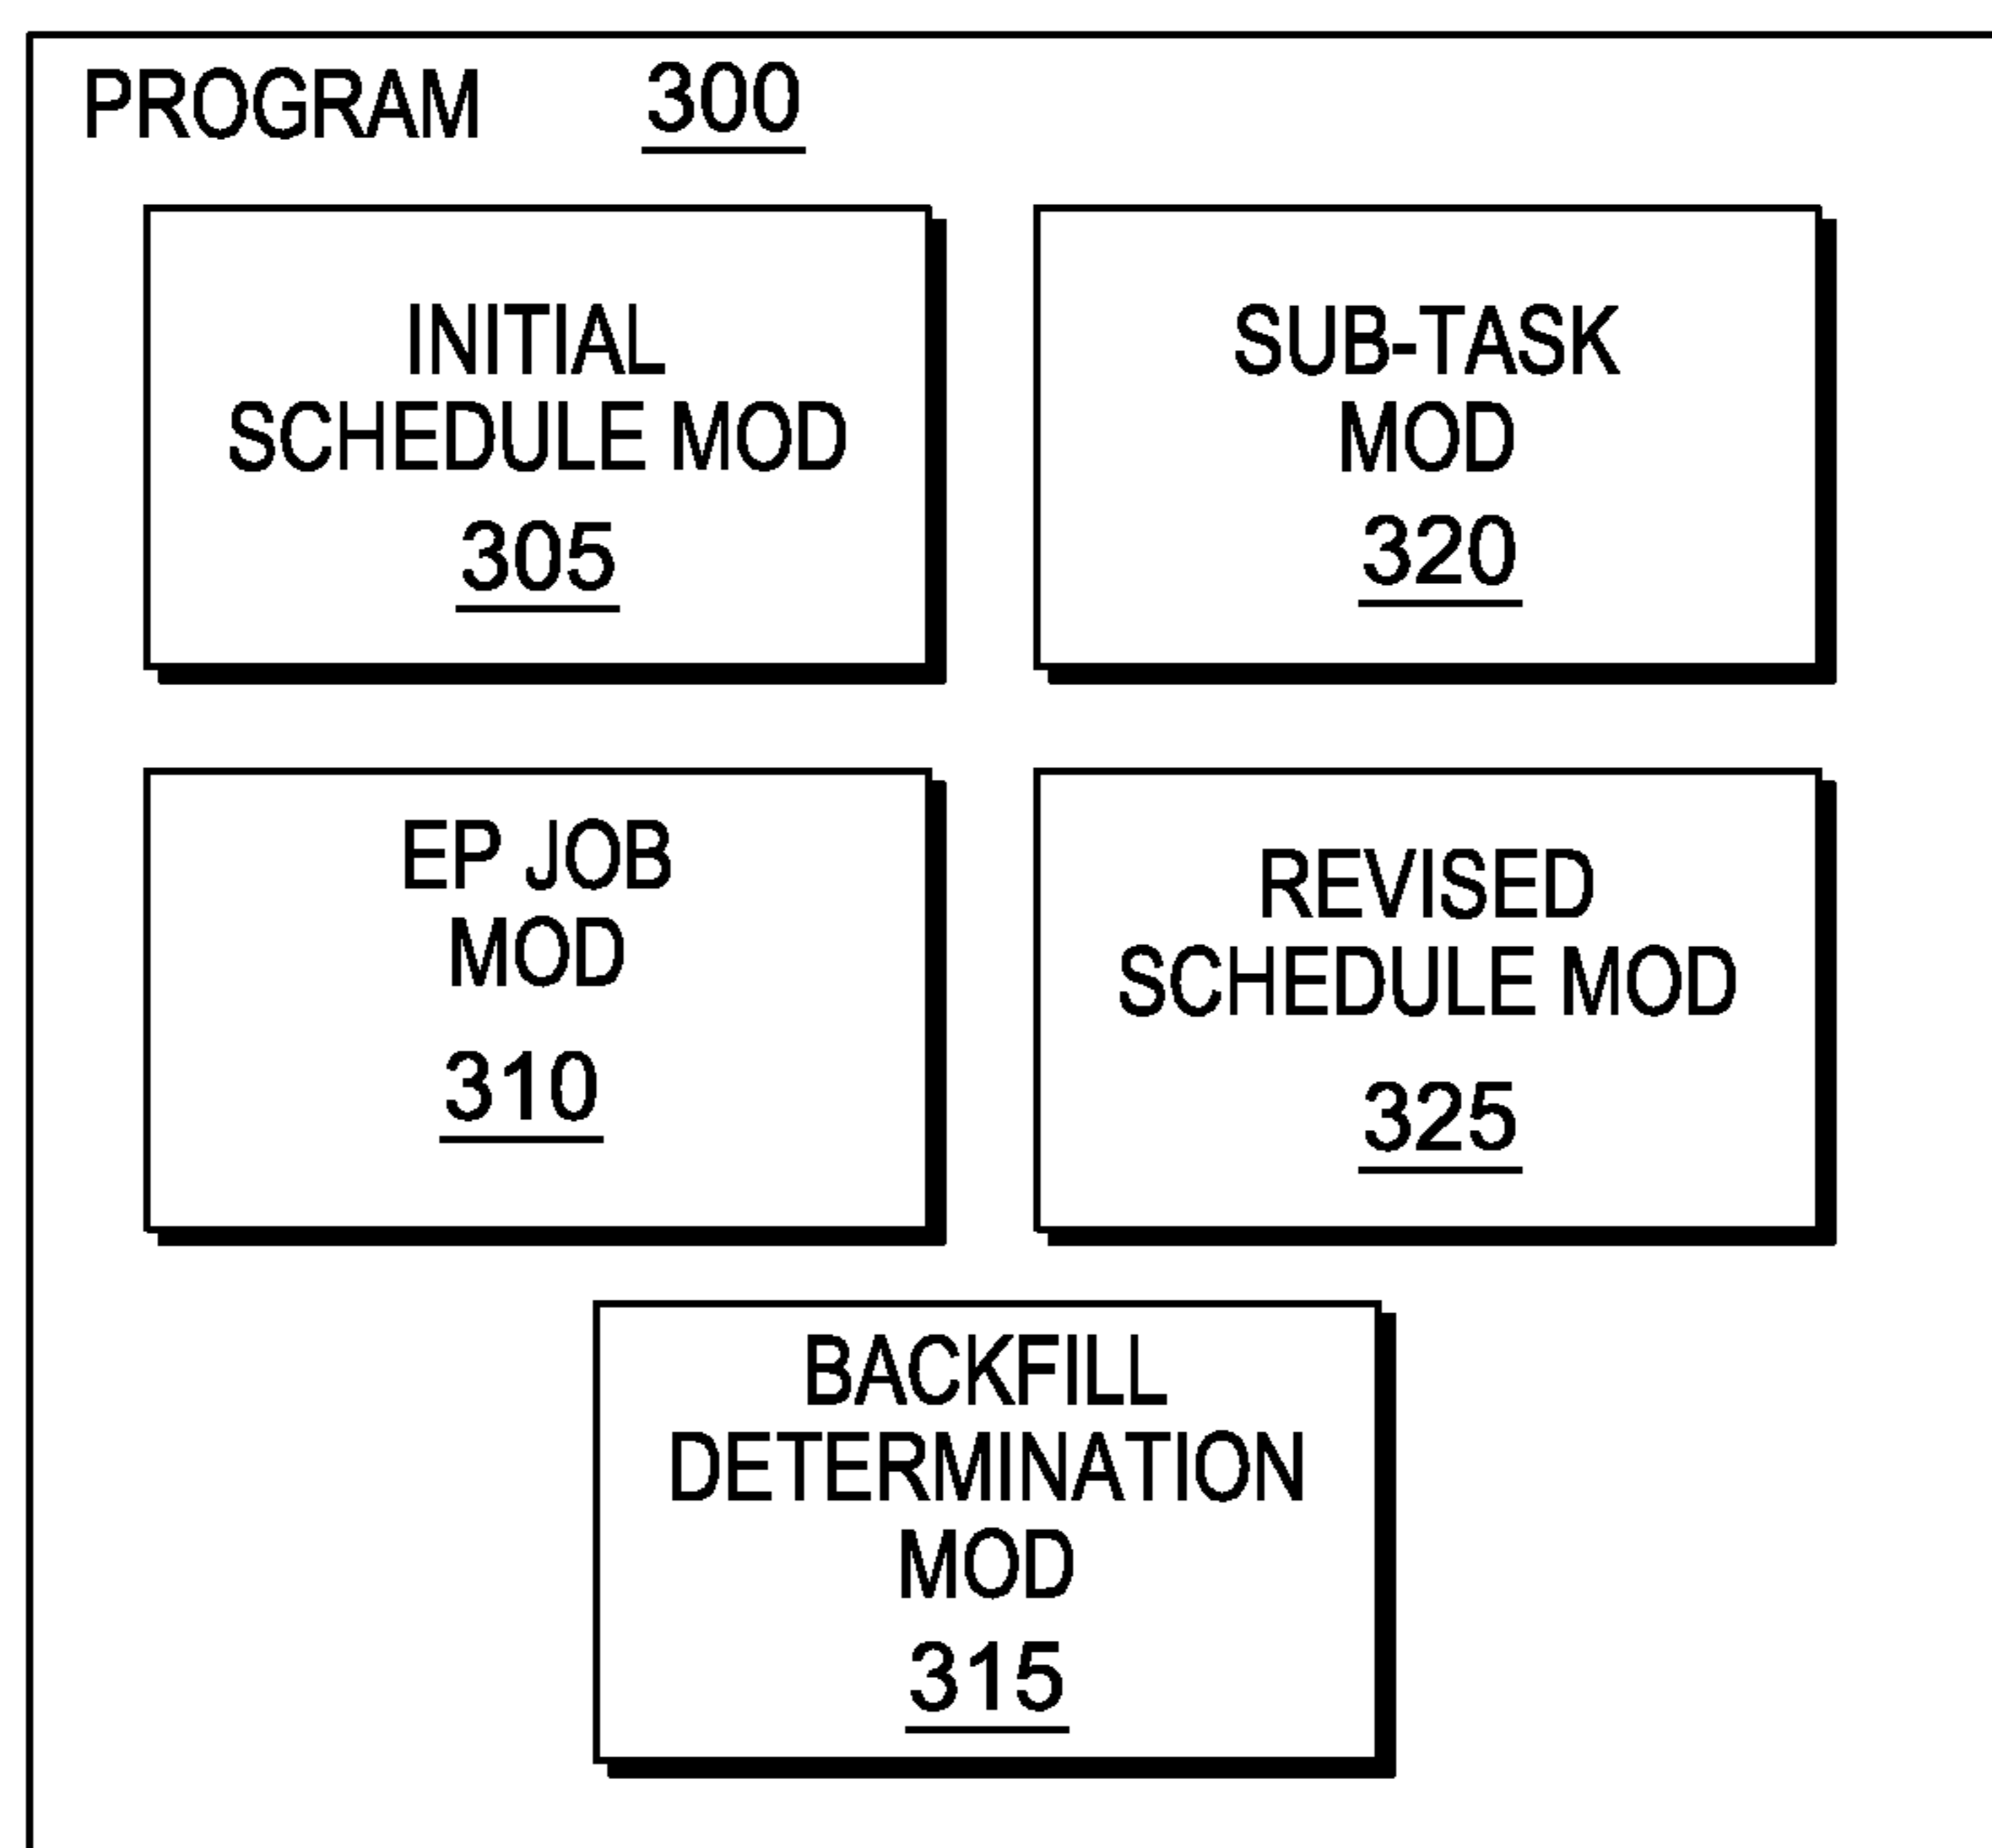 PROGRAM 300
INITIAL
SCHEDULE MOD
305
SUB-TASK
MOD
320
EP JOB
MOD
310
REVISED
SCHEDULE MOD
325
BACKFILL
DETERMINATION
MOD
315